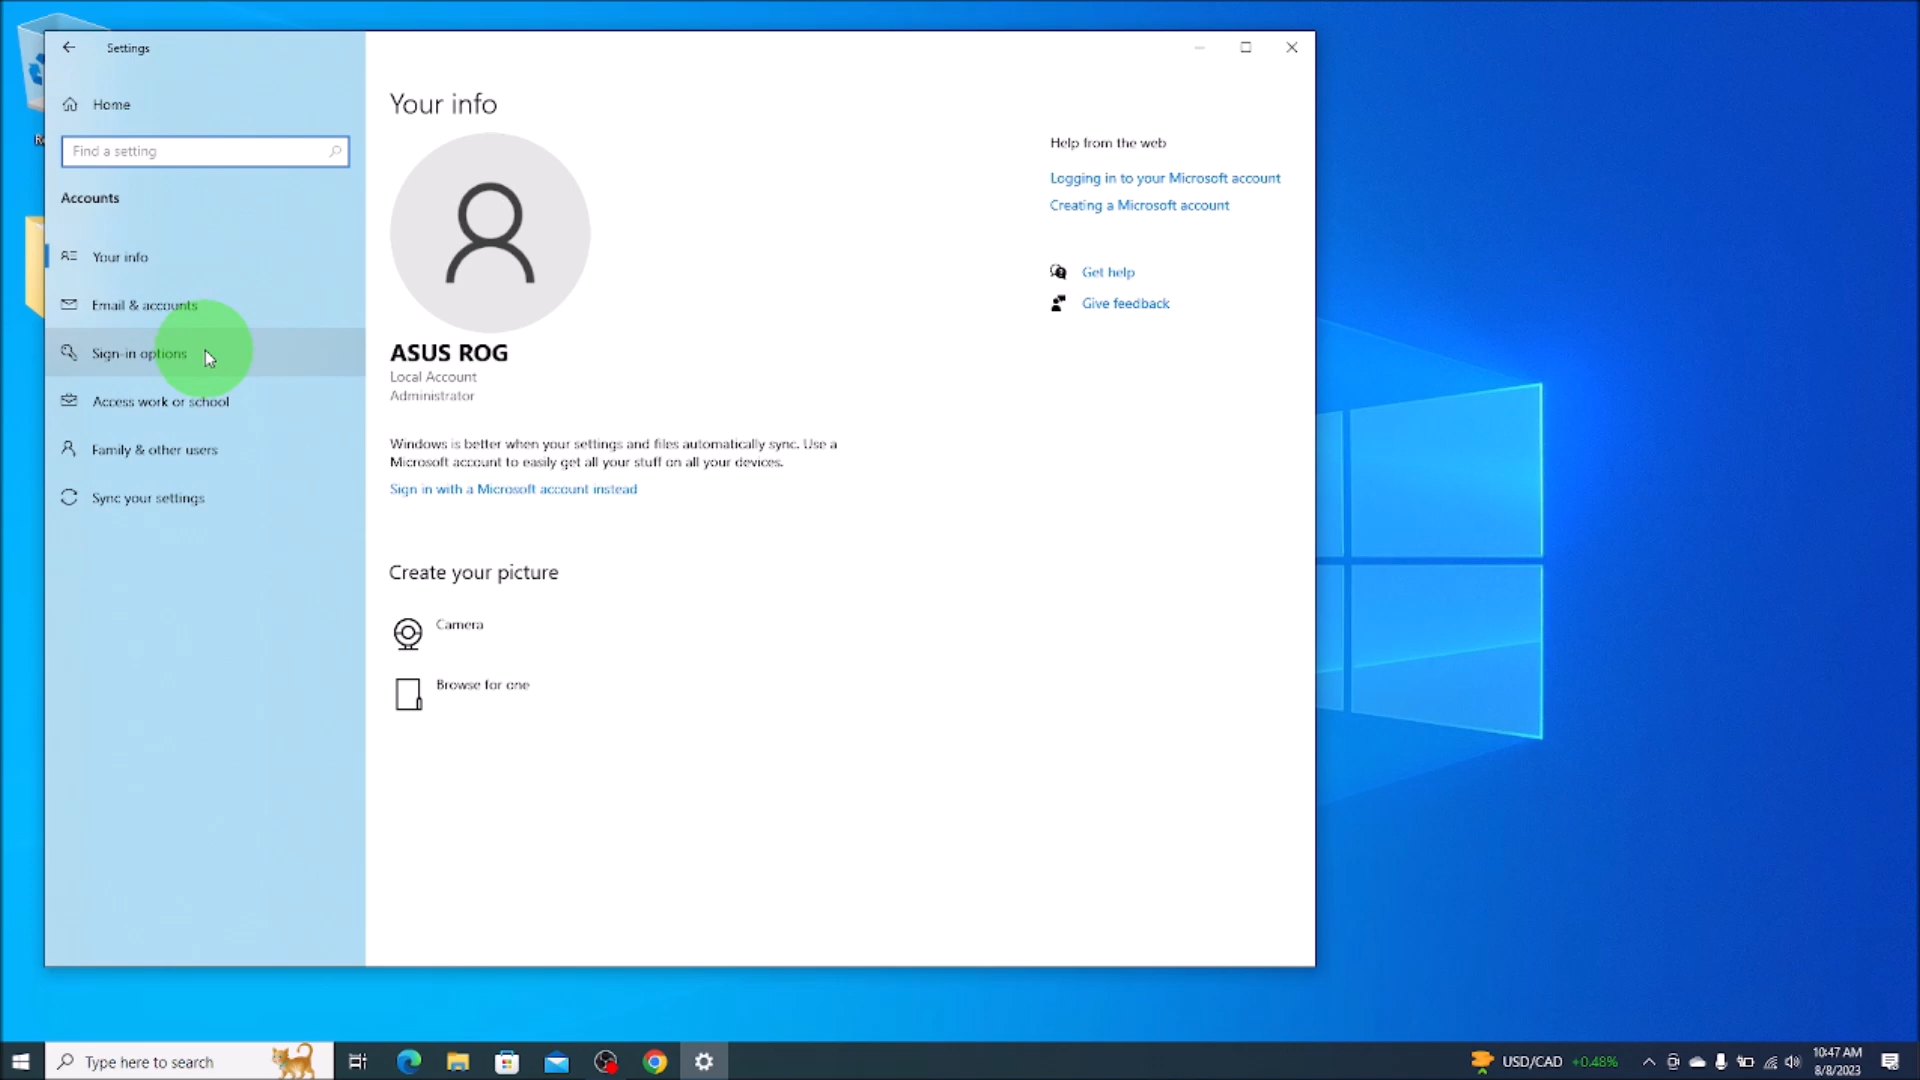 Settings
Home
Find a setting
Accounts
Your info
Email & accounts
Sign-in options
Access work or school
Family & other users
Sync your settings
Your info
ASUS ROG
Local Account
Administrator
Windows is better when your settings and files automatically sync. Use a
Microsoft account to easily get all your stuff on all your devices.
Sign in with a Microsoft account instead
Create your picture
Camera
Browse for one
Help from the web
Logging in to your Microsoft account
Creating a Microsoft account
Get help
Give feedback
Type here to search
USD/CAD +0.48%
10:47 AM
8/8/2023